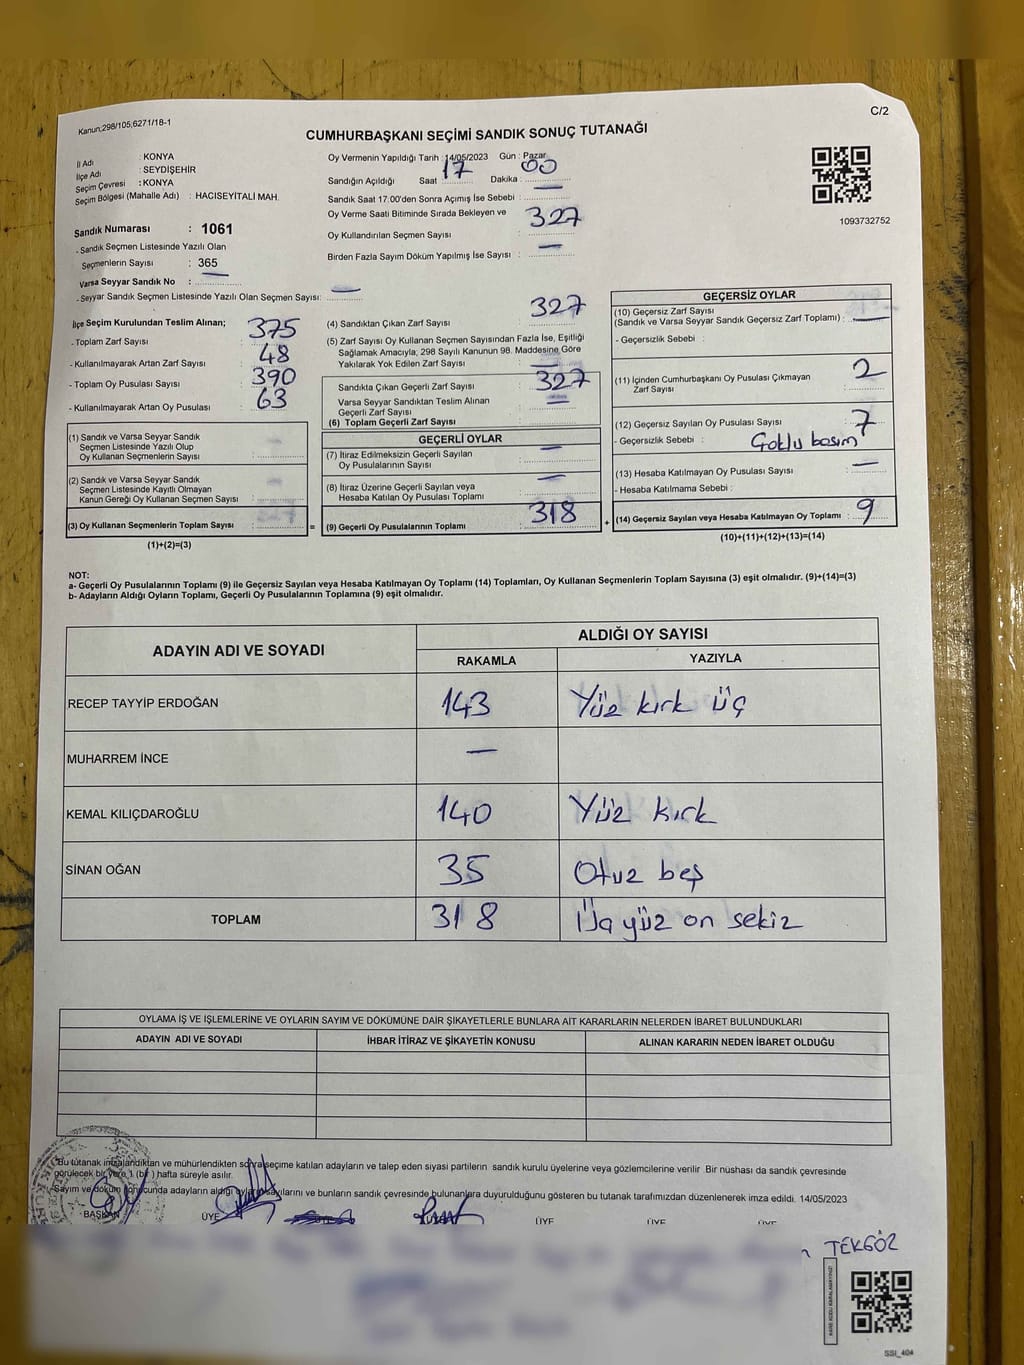 Kanun;298/105,6271/18-1
C/2
CUMHURBAŞKANI SEÇİMİ SANDIK SONUÇ TUTANAĞI
İl Adı : KONYA
İlçe Adı : SEYDİŞEHİR
Seçim Çevresi : KONYA
Seçim Bölgesi (Mahalle Adı) : HACISEYİTALİ MAH.
Sandık Numarası : 1061
- Sandık Seçmen Listesinde Yazılı Olan
Seçmenlerin Sayısı : 365
Varsa Seyyar Sandık No : —
- Seyyar Sandık Seçmen Listesinde Yazılı Olan Seçmen Sayısı: —
Oy Vermenin Yapıldığı Tarih : 14/05/2023 Gün : Pazar
Sandığın Açıldığı Saat 17 Dakika : 00
Sandık Saat 17:00'den Sonra Açımış İse Sebebi : —
Oy Verme Saati Bitiminde Sırada Bekleyen ve
Oy Kullandırılan Seçmen Sayısı : 327
Birden Fazla Sayım Döküm Yapılmış İse Sayısı : —
1093732752
İlçe Seçim Kurulundan Teslim Alınan;
- Toplam Zarf Sayısı : 375
- Kullanılmayarak Artan Zarf Sayısı : 48
- Toplam Oy Pusulası Sayısı : 390
- Kullanılmayarak Artan Oy Pusulası : 63
(1) Sandık ve Varsa Seyyar Sandık
Seçmen Listesinde Yazılı Olup
Oy Kullanan Seçmenlerin Sayısı :
(2) Sandık ve Varsa Seyyar Sandık
Seçmen Listesinde Kayıtlı Olmayan
Kanun Gereği Oy Kullanan Seçmen Sayısı :
(3) Oy Kullanan Seçmenlerin Toplam Sayısı : =
(1)+(2)=(3)
(4) Sandıktan Çıkan Zarf Sayısı : 327
(5) Zarf Sayısı Oy Kullanan Seçmen Sayısından Fazla İse, Eşitliği
Sağlamak Amacıyla; 298 Sayılı Kanunun 98. Maddesine Göre
Yakılarak Yok Edilen Zarf Sayısı : —
Sandıkta Çıkan Geçerli Zarf Sayısı : 327
Varsa Seyyar Sandıktan Teslim Alınan
Geçerli Zarf Sayısı : —
(6) Toplam Geçerli Zarf Sayısı :
GEÇERLİ OYLAR
(7) İtiraz Edilmeksizin Geçerli Sayılan
Oy Pusulalarının Sayısı : —
(8) İtiraz Üzerine Geçerli Sayılan veya
Hesaba Katılan Oy Pusulası Toplamı : —
(9) Geçerli Oy Pusulalarının Toplamı : 318 +
GEÇERSİZ OYLAR
(10) Geçersiz Zarf Sayısı
(Sandık ve Varsa Seyyar Sandık Geçersiz Zarf Toplamı) : —
- Geçersizlik Sebebi :
(11) İçinden Cumhurbaşkanı Oy Pusulası Çıkmayan
Zarf Sayısı : 2
(12) Geçersiz Sayılan Oy Pusulası Sayısı : 7
- Geçersizlik Sebebi :
(13) Hesaba Katılmayan Oy Pusulası Sayısı : —
- Hesaba Katılmama Sebebi :
(14) Geçersiz Sayılan veya Hesaba Katılmayan Oy Toplamı : 9
(10)+(11)+(12)+(13)=(14)
NOT:
a- Geçerli Oy Pusulalarının Toplamı (9) ile Geçersiz Sayılan veya Hesaba Katılmayan Oy Toplamı (14) Toplamları, Oy Kullanan Seçmenlerin Toplam Sayısına (3) eşit olmalıdır. (9)+(14)=(3)
b- Adayların Aldığı Oyların Toplamı, Geçerli Oy Pusulalarının Toplamına (9) eşit olmalıdır.
ADAYIN ADI VE SOYADI
ALDIĞI OY SAYISI
RAKAMLA YAZIYLA
RECEP TAYYİP ERDOĞAN 143 Yüz kırk üç
MUHARREM İNCE —
KEMAL KILIÇDAROĞLU 140 Yüz kırk
SİNAN OĞAN 35 Otuz beş
TOPLAM 318 yüz on sekiz
OYLAMA İŞ VE İŞLEMLERİNE VE OYLARIN SAYIM VE DÖKÜMÜNE DAİR ŞİKAYETLERLE BUNLARA AİT KARARLARIN NELERDEN İBARET BULUNDUKLARI
ADAYIN ADI VE SOYADI İHBAR İTİRAZ VE ŞİKAYETİN KONUSU ALINAN KARARIN NEDEN İBARET OLDUĞU
Bu tutanak imzalandıktan ve mühürlendikten sonra seçime katılan adayların ve talep eden siyasi partilerin sandık kurulu üyelerine veya gözlemcilerine verilir. Bir nüshası da sandık çevresinde
görülecek bir yere 1 (bir) hafta süreyle asılır.
Sayım ve döküm sonucunda adayların aldığı oyların sayılarını ve bunların sandık çevresinde bulunanlara duyurulduğunu gösteren bu tutanak tarafımızdan düzenlenerek imza edildi. 14/05/2023
BAŞKAN ÜYE ÜYE ÜYE ÜYE
TEKGÖZ
SSI_404